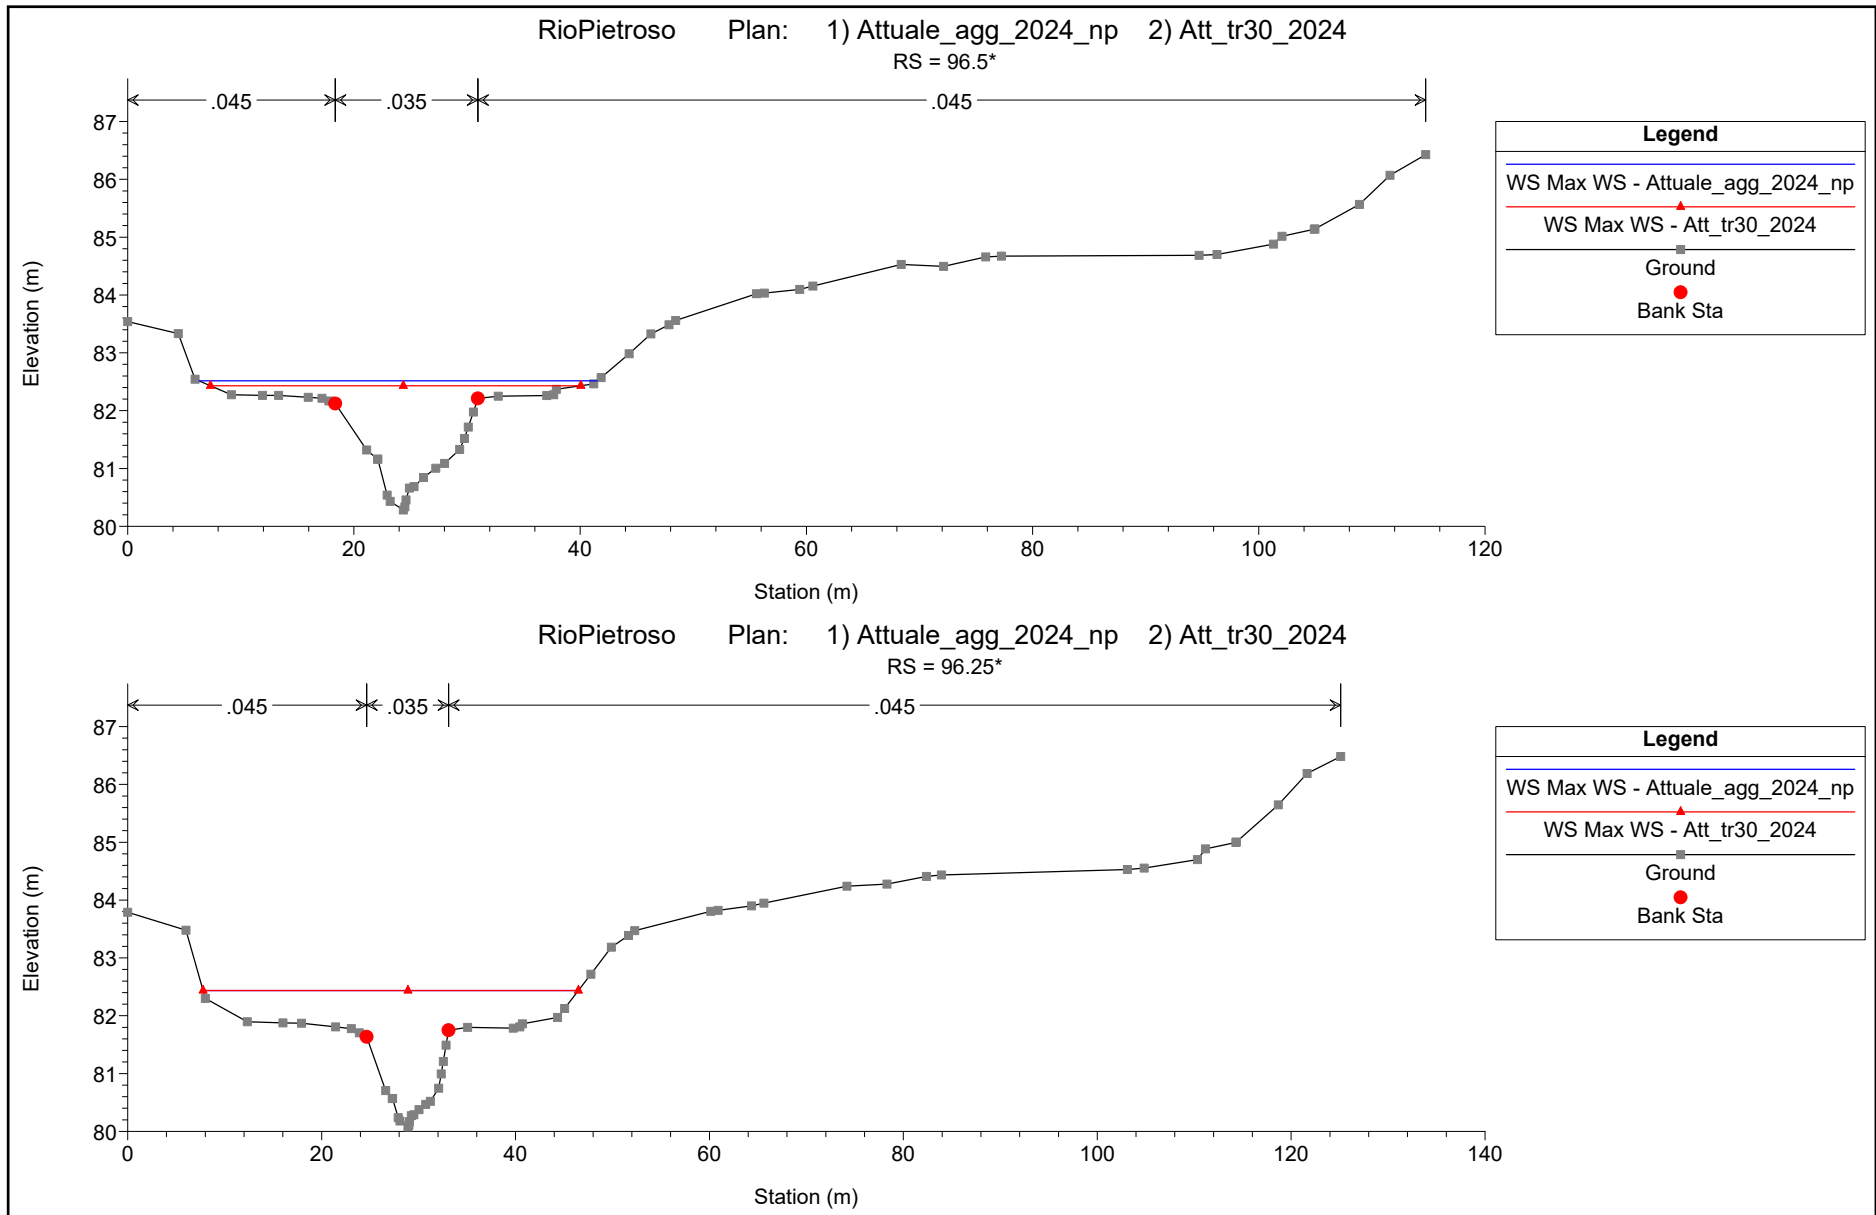 RioPietroso Plan: 1) Attuale_agg_2024_np 2) Att_tr30_2024
RS = 96.5*
.045 .035 .045
87
86
85
84
83
82
81
80
Elevation (m)
0 20 40 60 80 100 120
Station (m)
Legend
WS Max WS - Attuale_agg_2024_np
WS Max WS - Att_tr30_2024
Ground
Bank Sta
RioPietroso Plan: 1) Attuale_agg_2024_np 2) Att_tr30_2024
RS = 96.25*
.045 .035 .045
87
86
85
84
83
82
81
80
Elevation (m)
0 20 40 60 80 100 120 140
Station (m)
Legend
WS Max WS - Attuale_agg_2024_np
WS Max WS - Att_tr30_2024
Ground
Bank Sta